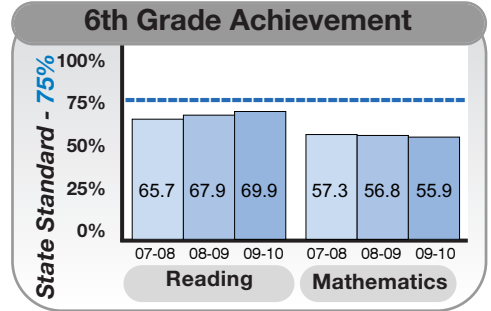 6th Grade Achievement
State Standard - 75%
100%
75%
50%
25%
0%
65.7 67.9 69.9 57.3 56.8 55.9
07-08 08-09 09-10 07-08 08-09 09-10
Reading Mathematics